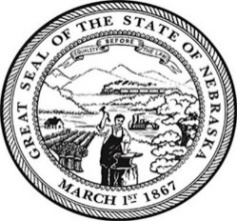 GREAT SEAL OF THE STATE OF NEBRASKA
EQUALITY BEFORE THE LAW
MARCH 1ST 1867